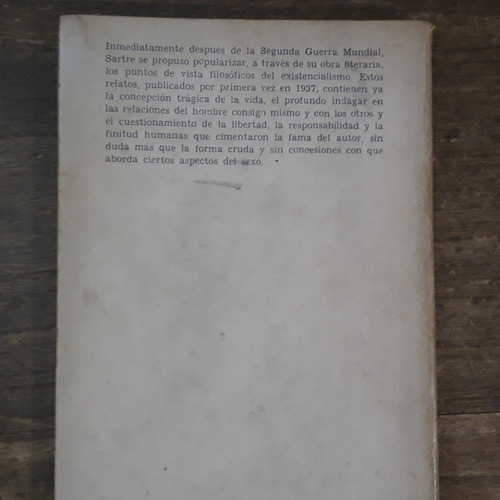 Inmediatamente después de la Segunda Guerra Mundial,
Sartre se propuso popularizar, a través de su obra literaria,
los puntos de vista filosóficos del existencialismo. Estos
relatos, publicados por primera vez en 1937, contienen ya
la concepción trágica de la vida, el profundo indagar en
las relaciones del hombre consigo mismo y con los otros y
el cuestionamiento de la libertad, la responsabilidad y la
finitud humanas que cimentaron la fama del autor, sin
duda más que la forma cruda y sin concesiones con que
aborda ciertos aspectos del sexo.